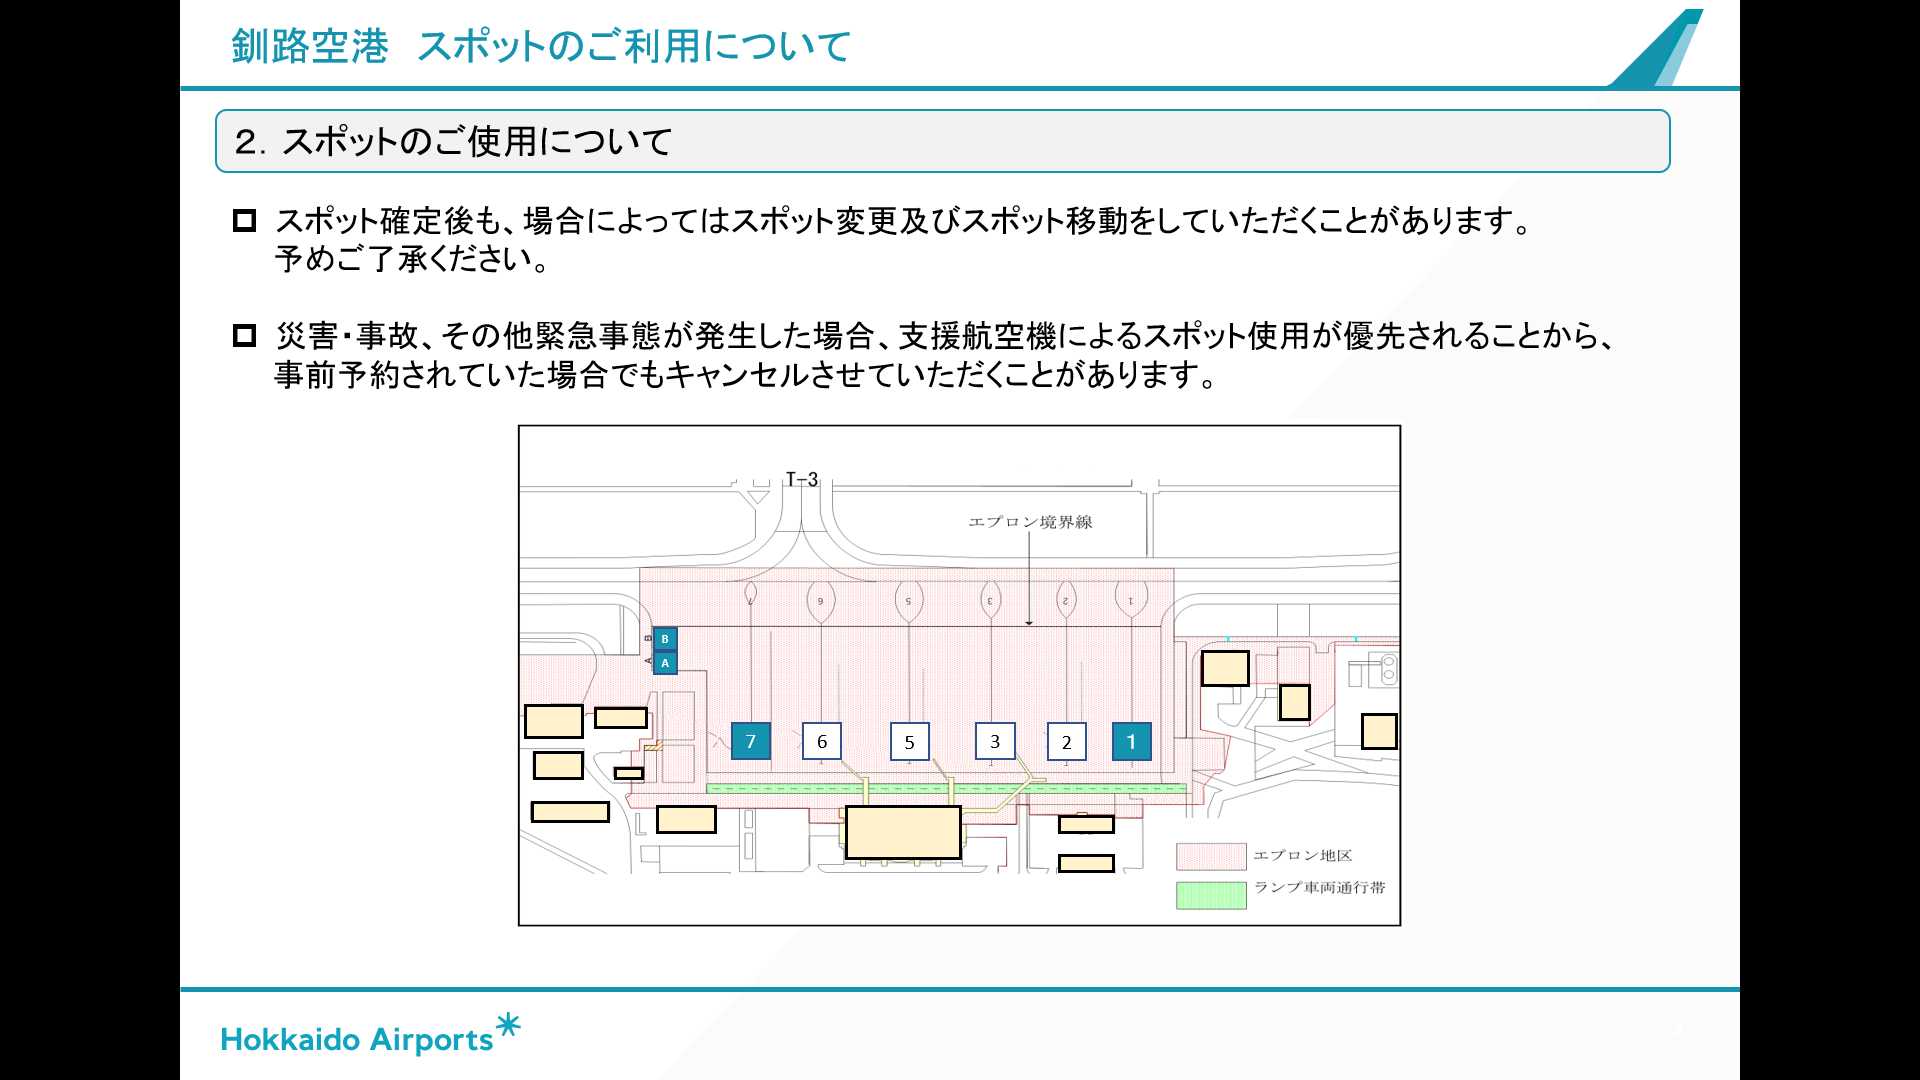 釧路空港　スポットのご利用について
２．スポットのご使用について
スポット確定後も、場合によってはスポット変更及びスポット移動をしていただくことがあります。
予めご了承ください。
災害・事故、その他緊急事態が発生した場合、支援航空機によるスポット使用が優先されることから、
事前予約されていた場合でもキャンセルさせていただくことがあります。
T-3
エプロン境界線
7 6 5 3 2 1
B B
A A
7 6 5 3 2 1
エプロン地区
ランプ車両通行帯
Hokkaido Airports